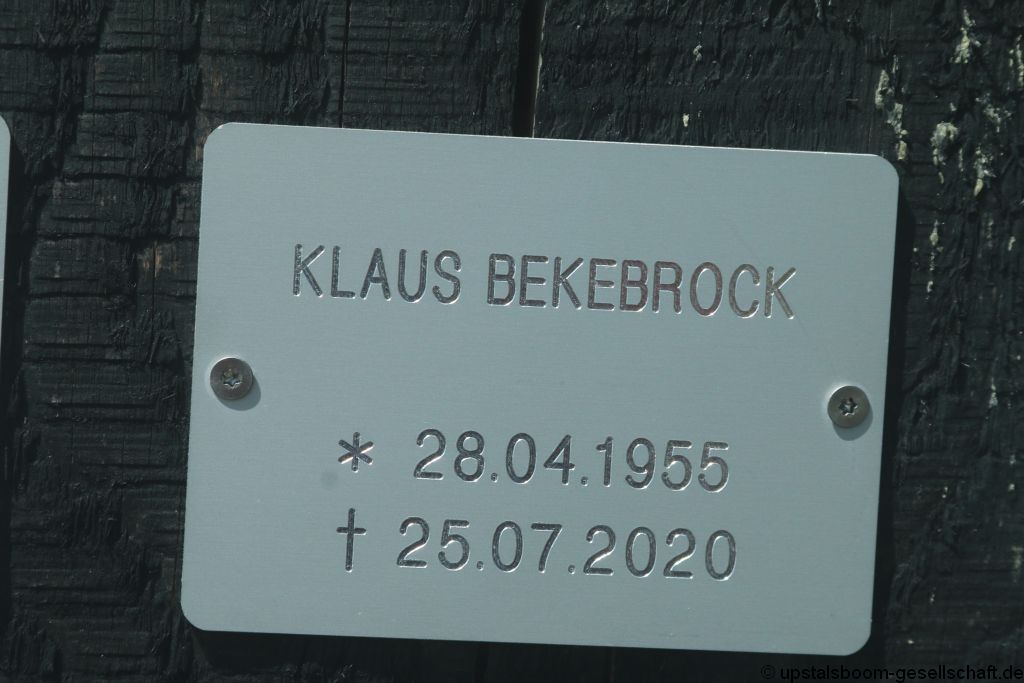 KLAUS BEKEBROCK
* 28.04.1955
† 25.07.2020
© upstalsboom-gesellschaft.de